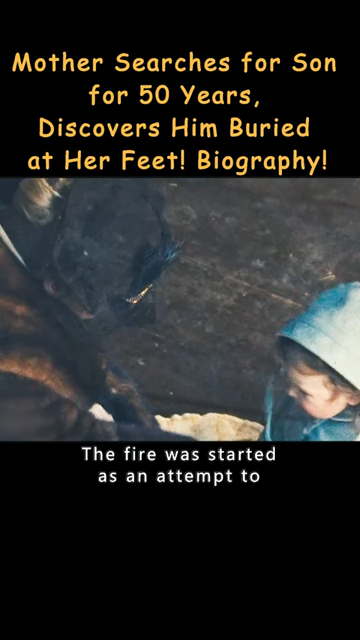 Mother Searches for Son
for 50 Years,
Discovers Him Buried
at Her Feet! Biography!
The fire was started
as an attempt to